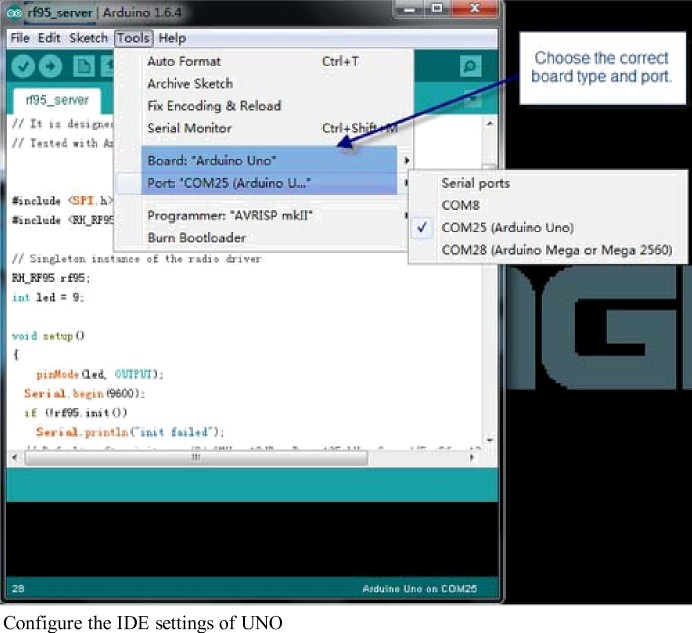 rf95_server | Arduino 1.6.4
File Edit Sketch Tools Help
Auto Format Ctrl+T
Archive Sketch
Fix Encoding & Reload
Serial Monitor Ctrl+Shift+M
Board: "Arduino Uno"
Port: "COM25 (Arduino U..."
Programmer: "AVRISP mkII"
Burn Bootloader
Choose the correct
board type and port.
Serial ports
COM8
COM25 (Arduino Uno)
COM28 (Arduino Mega or Mega 2560)
rf95_server
// It is designe
// Tested with A
#include <SPI.h>
#include <RH_RF95
// Singleton instance of the radio driver
RH_RF95 rf95;
int led = 9;
void setup()
{
pinMode(led, OUTPUT);
Serial.begin(9600);
if (!rf95.init())
Serial.println("init failed");
28 Arduino Uno on COM25
Configure the IDE settings of UNO